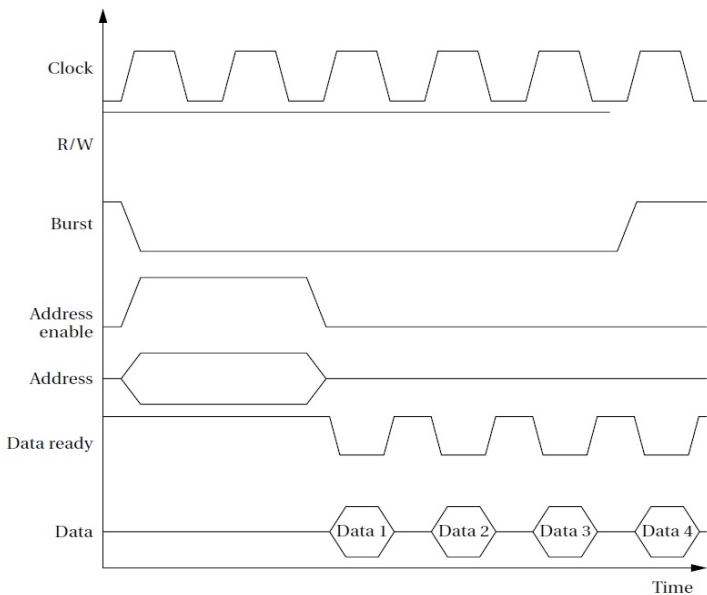 Clock
R/W
Burst
Address
enable
Address
Data ready
Data
Data 1
Data 2
Data 3
Data 4
Time